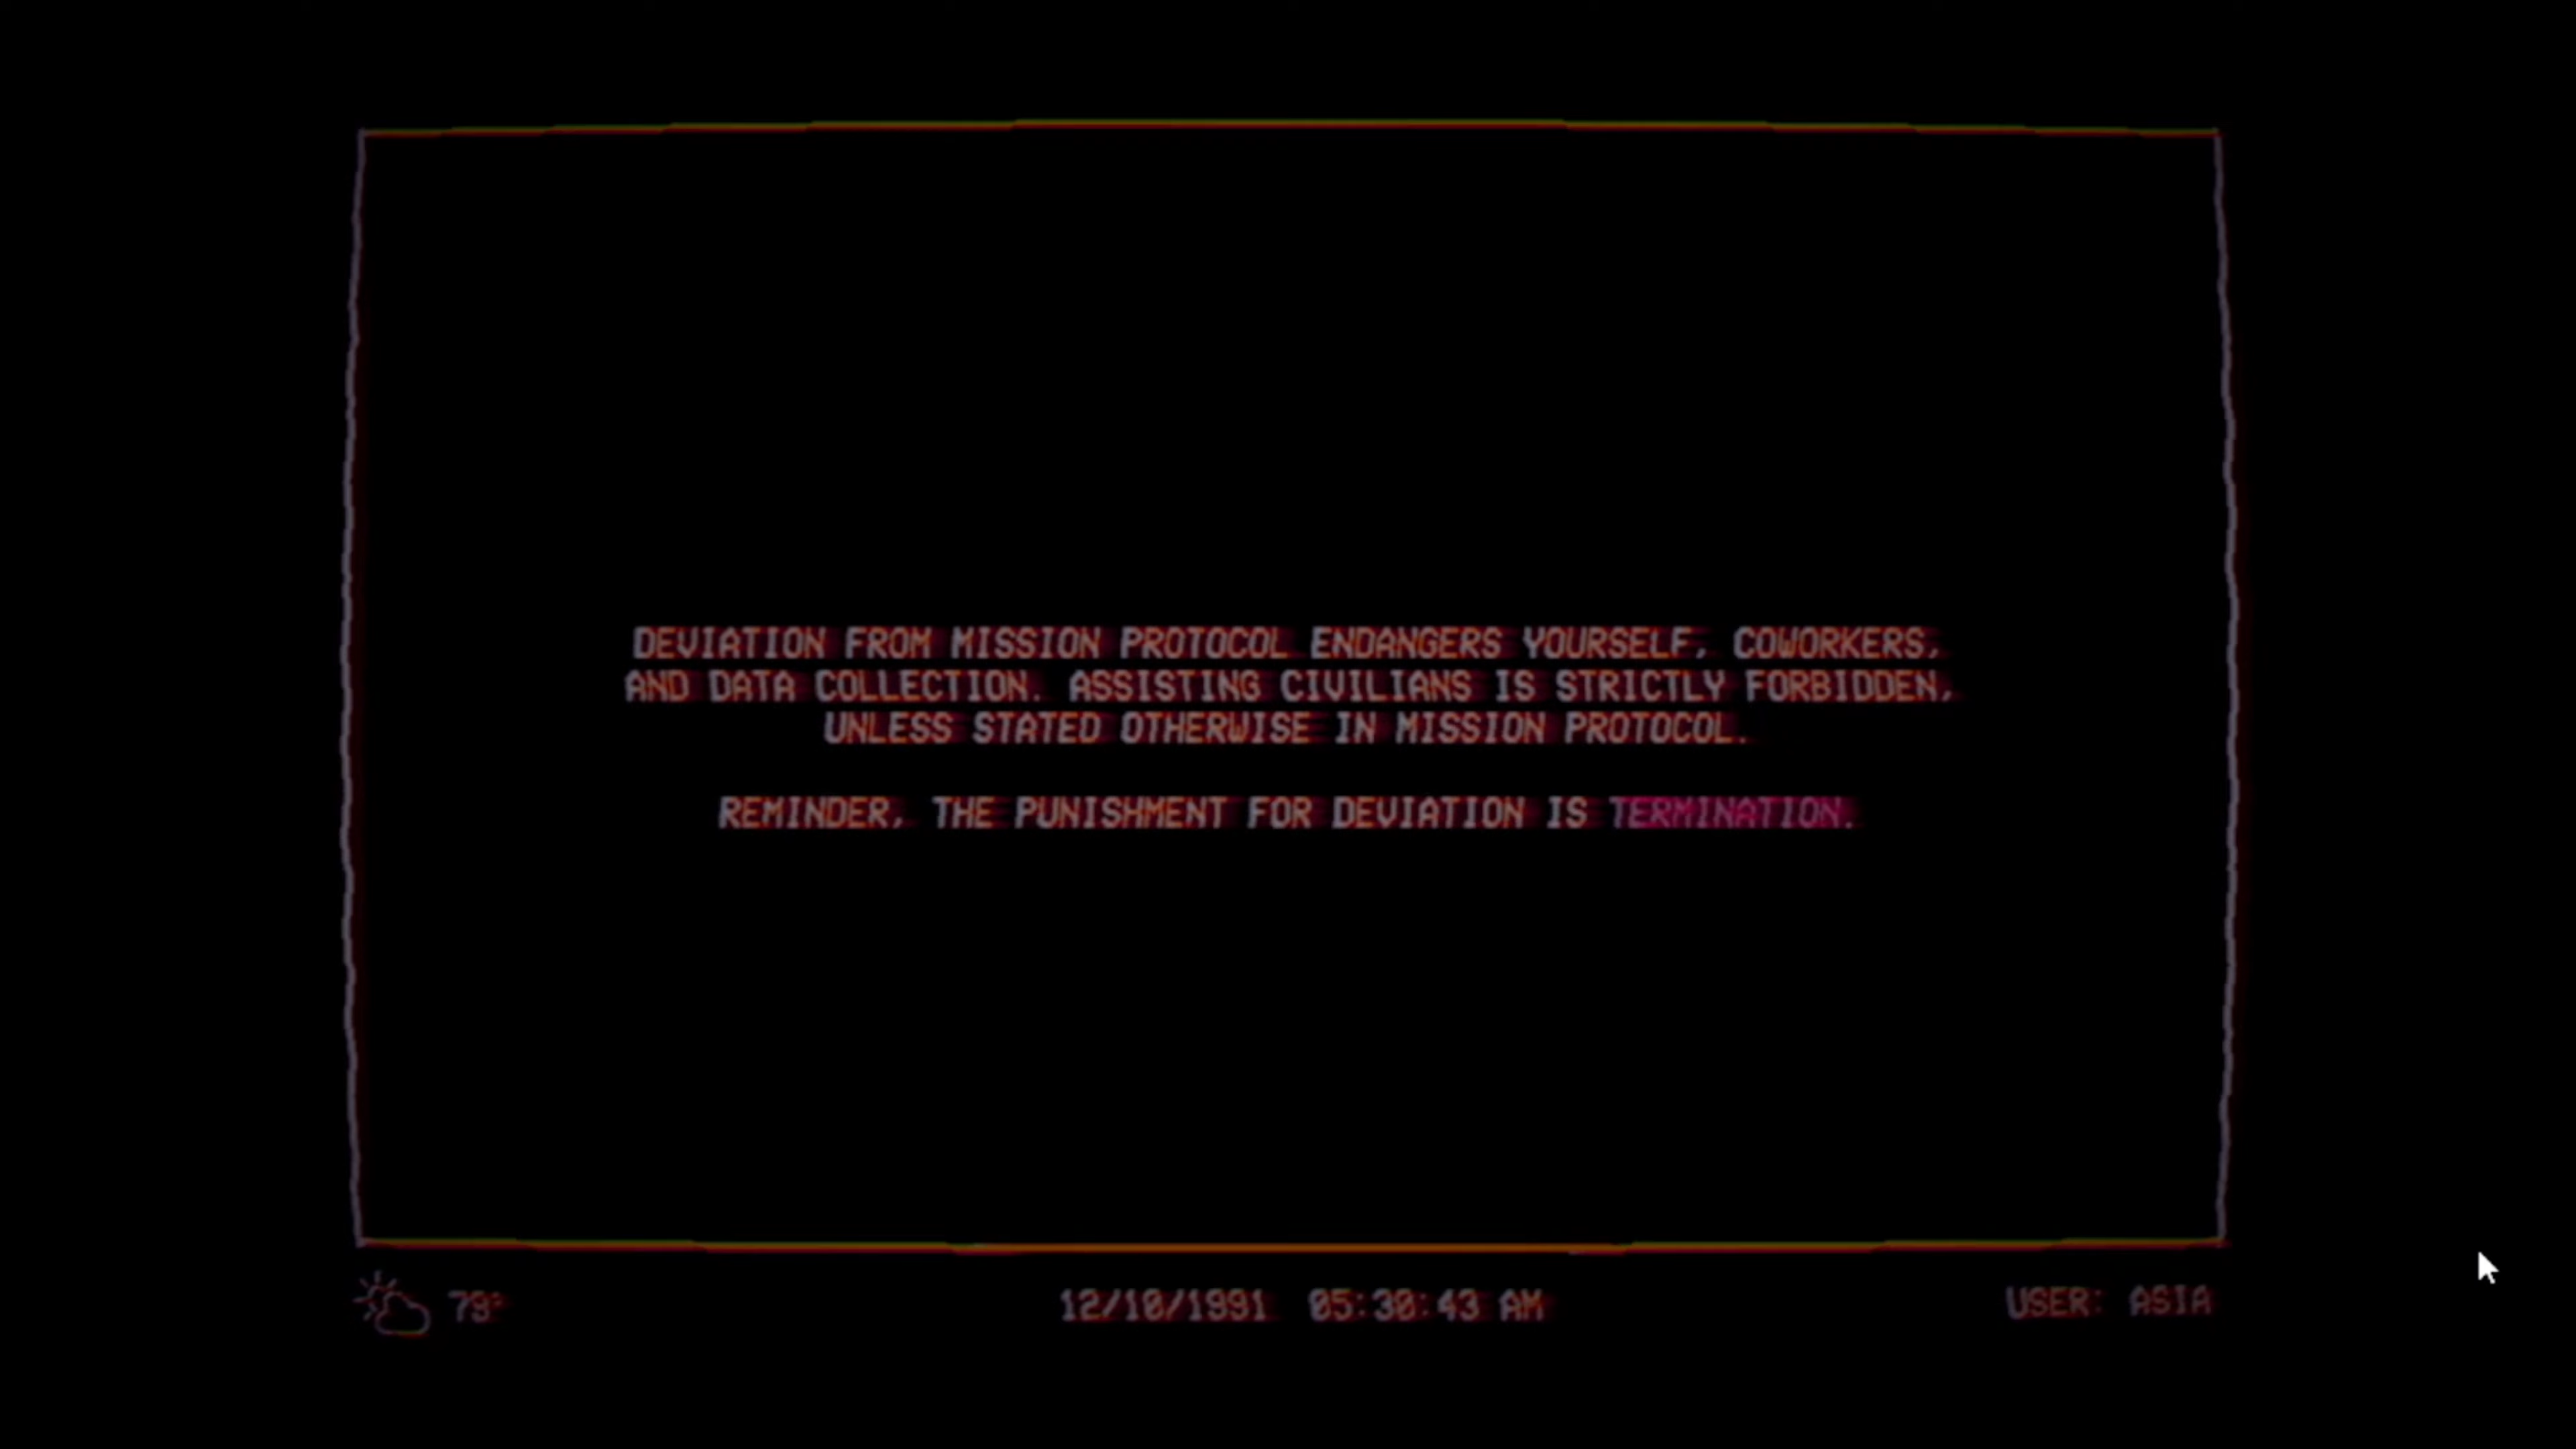 DEVIATION FROM MISSION PROTOCOL ENDANGERS YOURSELF, COWORKERS,
AND DATA COLLECTION. ASSISTING CIVILIANS IS STRICTLY FORBIDDEN,
UNLESS STATED OTHERWISE IN MISSION PROTOCOL.
REMINDER, THE PUNISHMENT FOR DEVIATION IS TERMINATION.
79° 12/10/1991 05:30:43 AM USER: ASIA